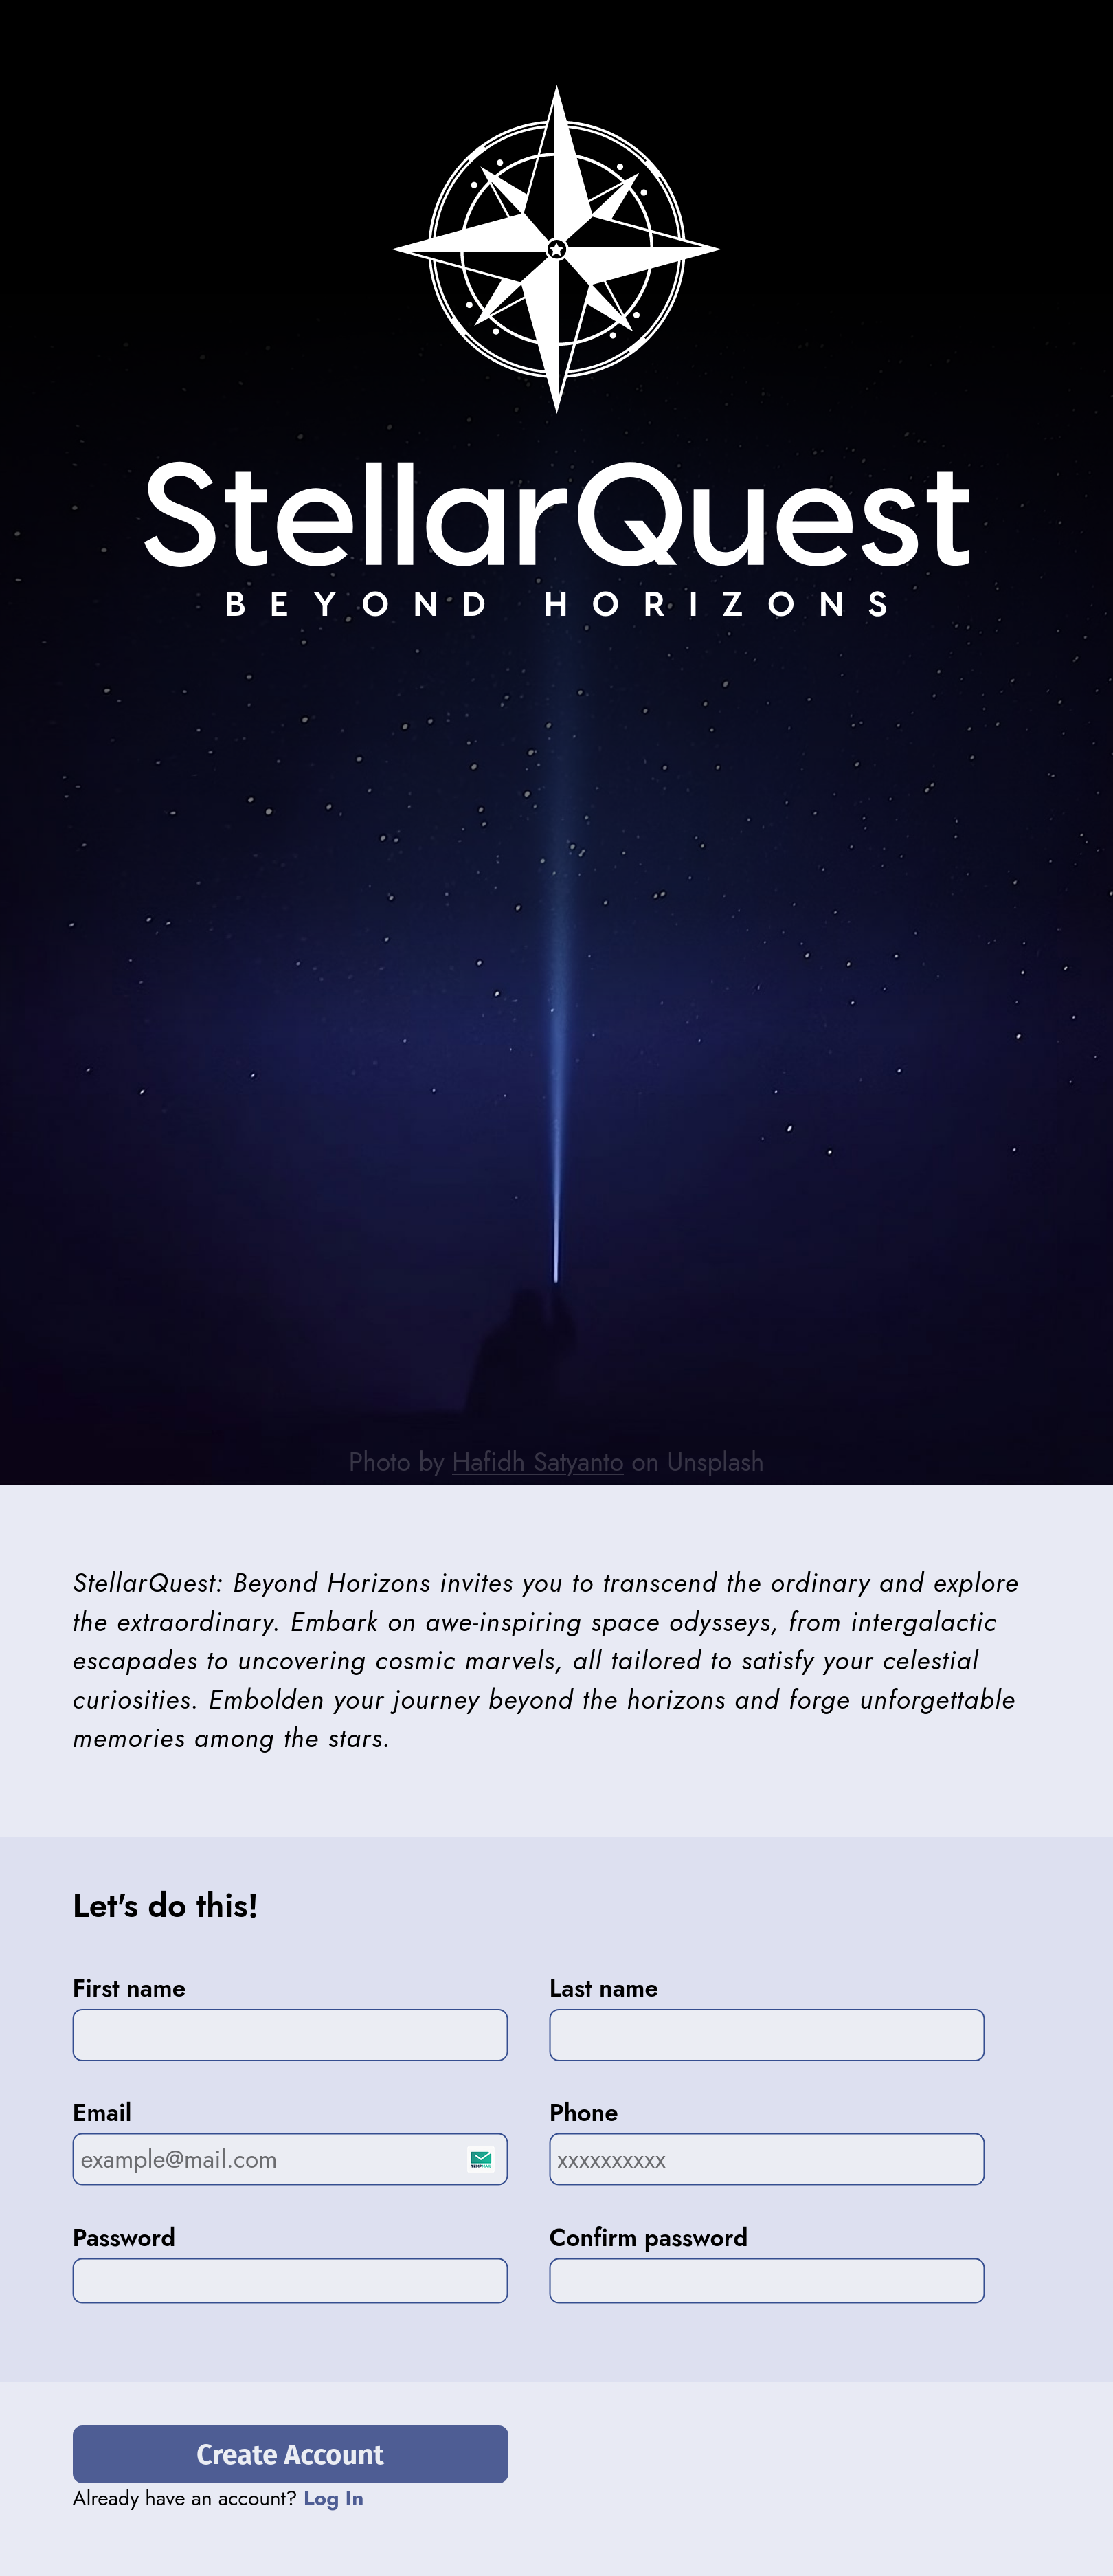 StellarQuest
BEYOND HORIZONS
Photo by Hafidh Satyanto on Unsplash
StellarQuest: Beyond Horizons invites you to transcend the ordinary and explore
the extraordinary. Embark on awe-inspiring space odysseys, from intergalactic
escapades to uncovering cosmic marvels, all tailored to satisfy your celestial
curiosities. Embolden your journey beyond the horizons and forge unforgettable
memories among the stars.
Let's do this!
First name
Last name
Email
Phone
example@mail.com
xxxxxxxxxx
Password
Confirm password
Create Account
Already have an account? Log In